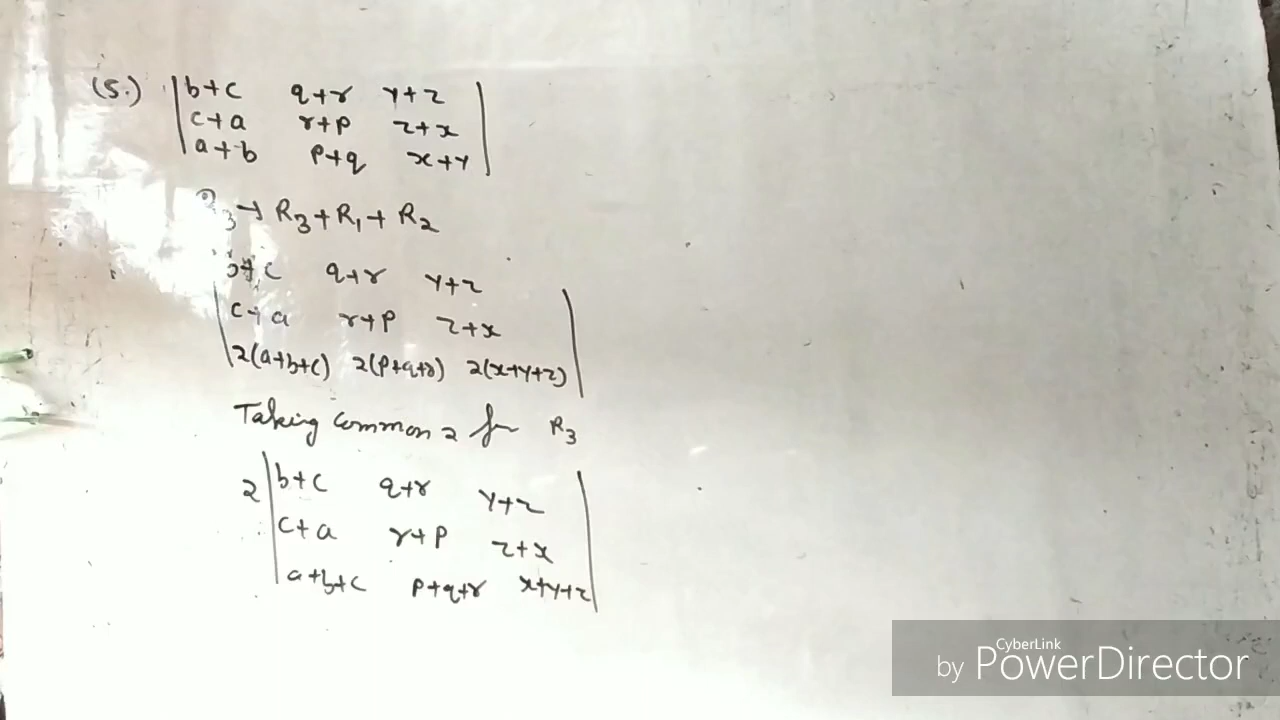 (5.) | b+c q+r y+z |
| c+a r+p z+x |
| a+b p+q x+y |
R3 → R3 + R1 + R2
| b+c q+r y+z |
| c+a r+p z+x |
| 2(a+b+c) 2(p+q+r) 2(x+y+z) |
Taking common 2 for R3
2 | b+c q+r y+z |
| c+a r+p z+x |
| a+b+c p+q+r x+y+z |
CyberLink
by PowerDirector